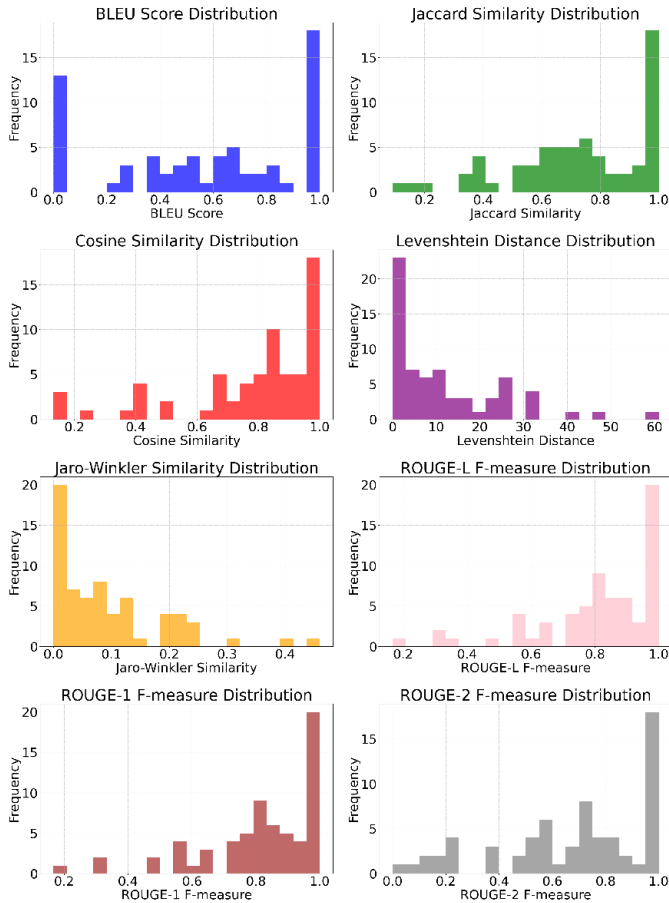 BLEU Score Distribution
Frequency
15
10
5
0
0.0 0.2 0.4 0.6 0.8 1.0
BLEU Score
Jaccard Similarity Distribution
Frequency
15
10
5
0
0.2 0.4 0.6 0.8 1.0
Jaccard Similarity
Cosine Similarity Distribution
Frequency
15
10
5
0
0.2 0.4 0.6 0.8 1.0
Cosine Similarity
Levenshtein Distance Distribution
Frequency
20
15
10
5
0
0 10 20 30 40 50 60
Levenshtein Distance
Jaro-Winkler Similarity Distribution
Frequency
20
15
10
5
0
0.0 0.1 0.2 0.3 0.4
Jaro-Winkler Similarity
ROUGE-L F-measure Distribution
Frequency
20
15
10
5
0
0.2 0.4 0.6 0.8 1.0
ROUGE-L F-measure
ROUGE-1 F-measure Distribution
Frequency
20
15
10
5
0
0.2 0.4 0.6 0.8 1.0
ROUGE-1 F-measure
ROUGE-2 F-measure Distribution
Frequency
15
10
5
0
0.0 0.2 0.4 0.6 0.8 1.0
ROUGE-2 F-measure